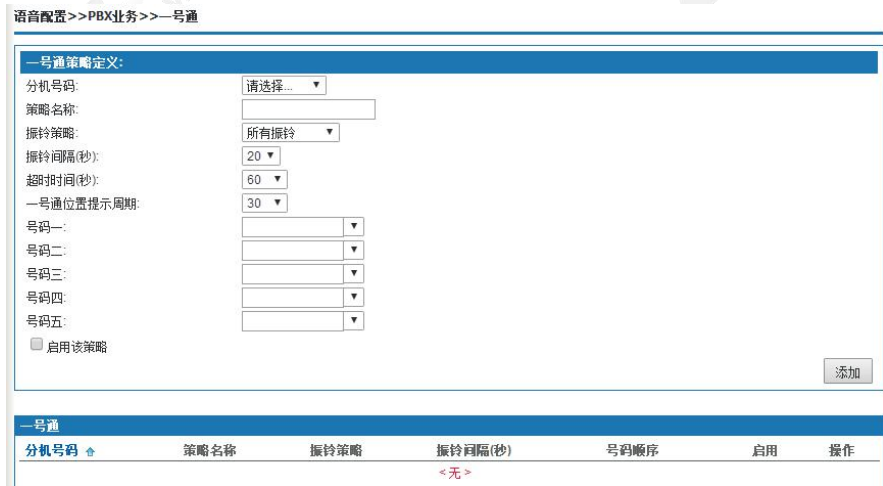 语音配置>>PBX业务>>一号通
一号通策略定义:
分机号码: 请选择...
策略名称:
振铃策略: 所有振铃
振铃间隔(秒): 20
超时时间(秒): 60
一号通位置提示周期: 30
号码一:
号码二:
号码三:
号码四:
号码五:
启用该策略
添加
一号通
分机号码 策略名称 振铃策略 振铃间隔(秒) 号码顺序 启用 操作
<无>